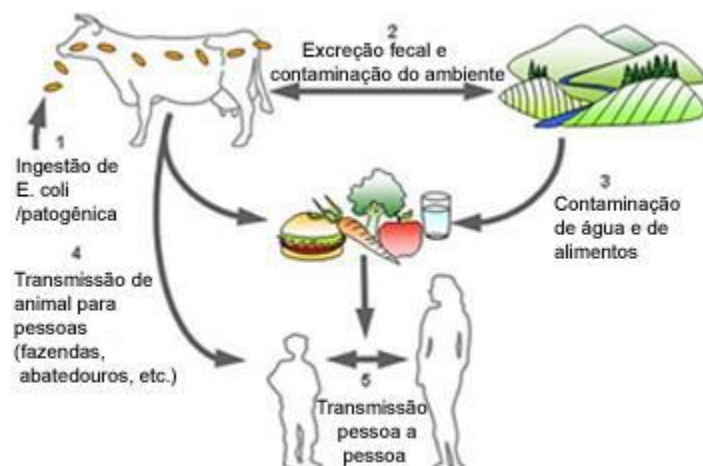 2
Excreção fecal e
contaminação do ambiente
1
Ingestão de
E. coli
/patogênica
3
Contaminação
de água e de
alimentos
4
Transmissão de
animal para
pessoas
(fazendas,
abatedouros, etc.)
5
Transmissão
pessoa a
pessoa